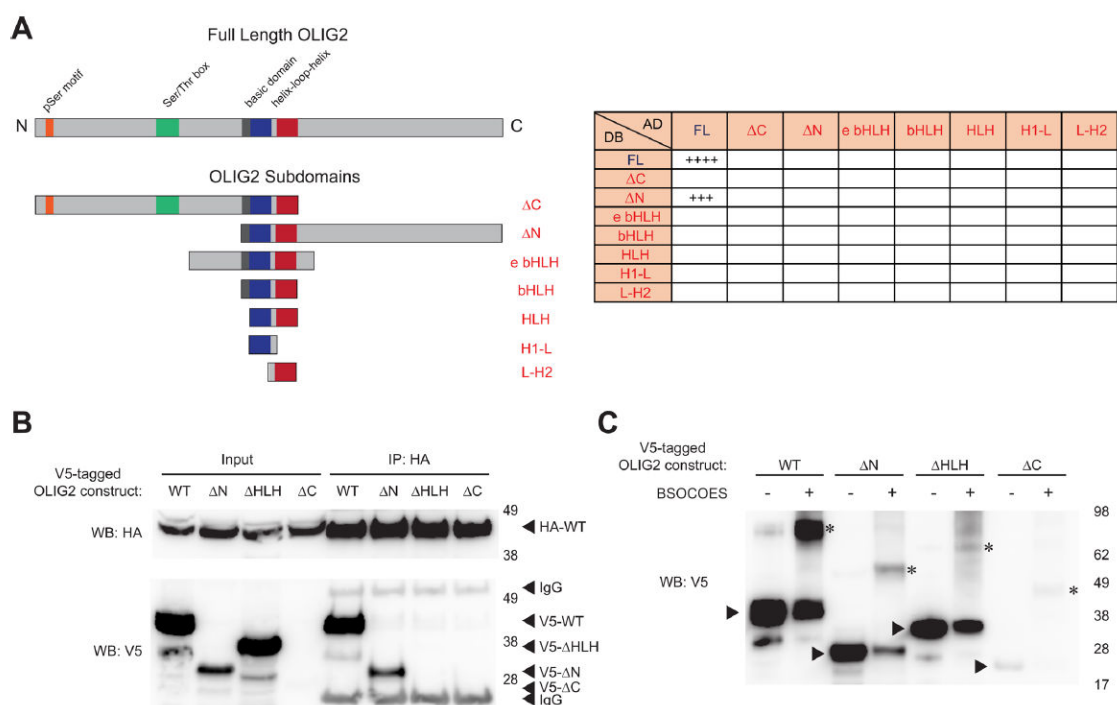 A
Full Length OLIG2
pSer motif
Ser/Thr box
basic domain
helix-loop-helix
N
C
OLIG2 Subdomains
ΔC
ΔN
e bHLH
bHLH
HLH
H1-L
L-H2
AD
DB
FL ΔC ΔN e bHLH bHLH HLH H1-L L-H2
FL ++++
ΔC
ΔN +++
e bHLH
bHLH
HLH
H1-L
L-H2
B
V5-tagged
OLIG2 construct:
Input
IP: HA
WT ΔN ΔHLH ΔC WT ΔN ΔHLH ΔC
WB: HA
49
HA-WT
38
WB: V5
IgG
49
V5-WT
38
V5-ΔHLH
V5-ΔN
28
V5-ΔC
IgG
C
V5-tagged
OLIG2 construct:
WT ΔN ΔHLH ΔC
BSOCOES - + - + - + - +
98
*
62
*
*
49
*
38
WB: V5
28
17